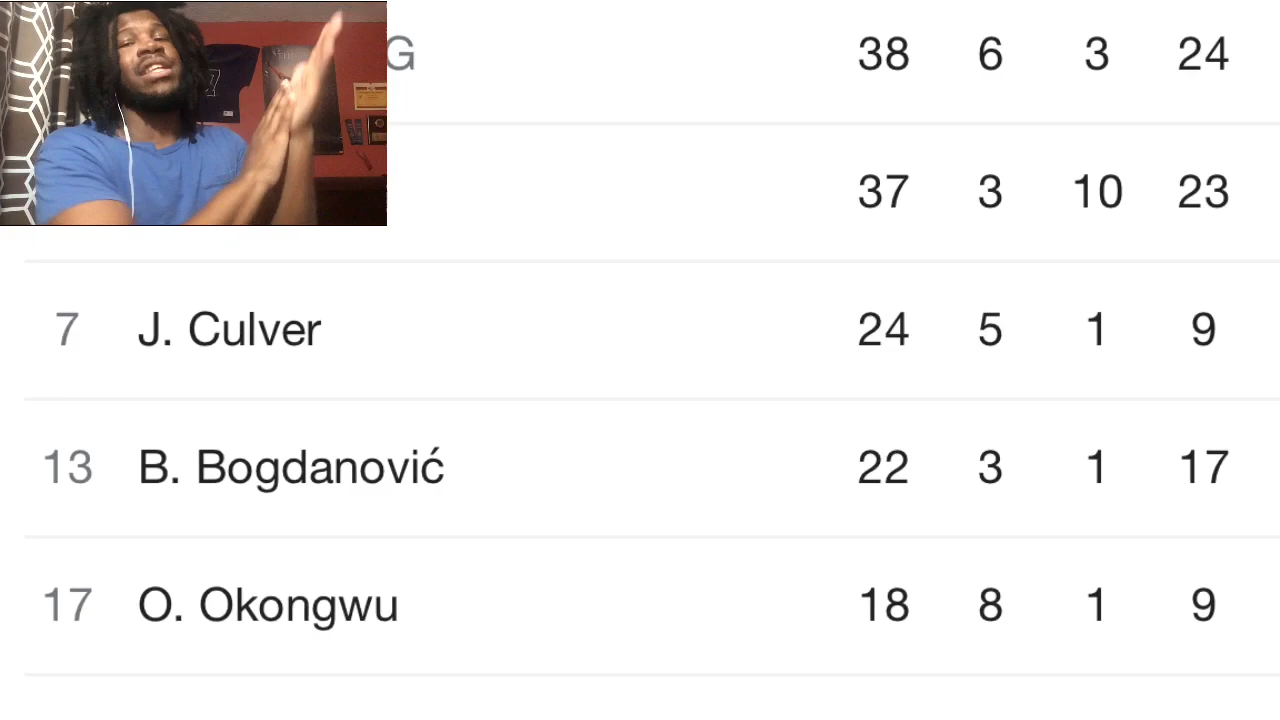 G 38 6 3 24
37 3 10 23
7 J. Culver 24 5 1 9
13 B. Bogdanović 22 3 1 17
17 O. Okongwu 18 8 1 9